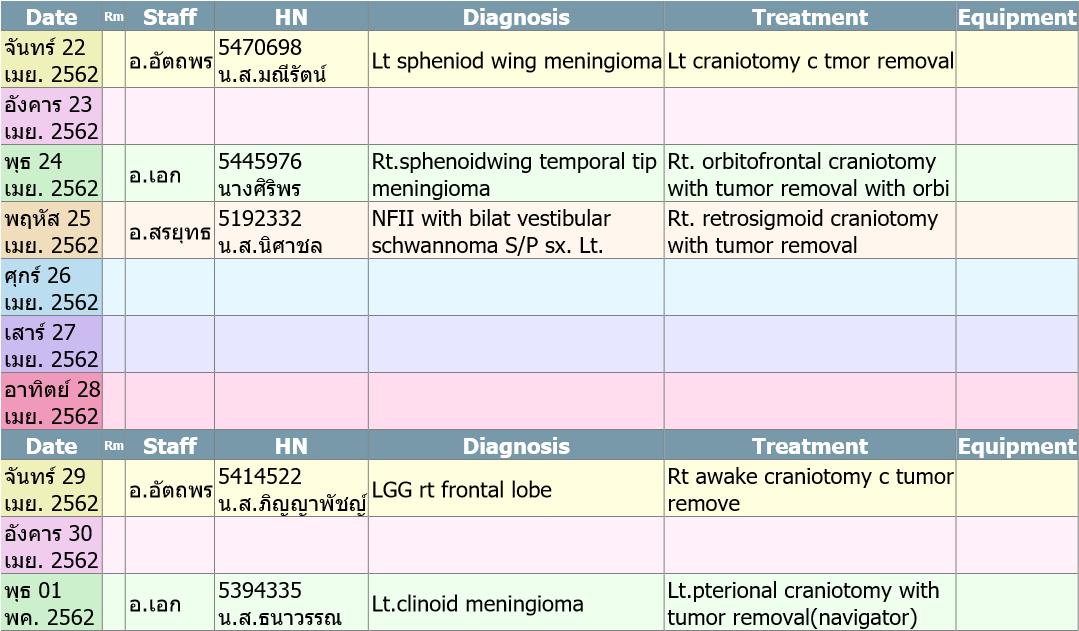 Date Rm Staff HN Diagnosis Treatment Equipment
จันทร์ 22
เมย. 2562
อ.อัตถพร
5470698
น.ส.มณีรัตน์
Lt spheniod wing meningioma
Lt craniotomy c tmor removal
อังคาร 23
เมย. 2562
พุธ 24
เมย. 2562
อ.เอก
5445976
นางศิริพร
Rt.sphenoidwing temporal tip
meningioma
Rt. orbitofrontal craniotomy
with tumor removal with orbi
พฤหัส 25
เมย. 2562
อ.สรยุทธ
5192332
น.ส.นิศาชล
NFII with bilat vestibular
schwannoma S/P sx. Lt.
Rt. retrosigmoid craniotomy
with tumor removal
ศุกร์ 26
เมย. 2562
เสาร์ 27
เมย. 2562
อาทิตย์ 28
เมย. 2562
Date Rm Staff HN Diagnosis Treatment Equipment
จันทร์ 29
เมย. 2562
อ.อัตถพร
5414522
น.ส.ภิญญาพัชญ์
LGG rt frontal lobe
Rt awake craniotomy c tumor
remove
อังคาร 30
เมย. 2562
พุธ 01
พค. 2562
อ.เอก
5394335
น.ส.ธนาวรรณ
Lt.clinoid meningioma
Lt.pterional craniotomy with
tumor removal(navigator)